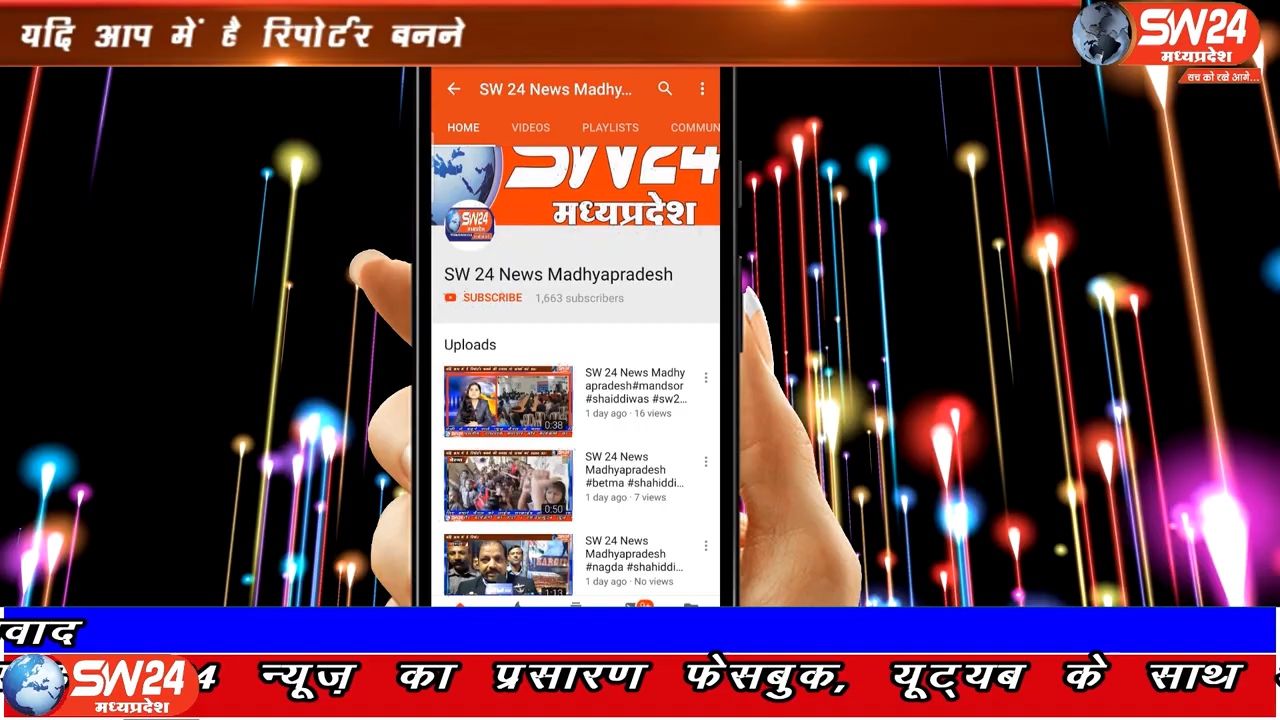 यदि आप में है रिपोर्टर बनने
SW24
मध्यप्रदेश
सच को रखे आगे...
SW 24 News Madhy...
HOME VIDEOS PLAYLISTS COMMUN
SW24
मध्यप्रदेश
SW24
SW 24 News Madhyapradesh
SUBSCRIBE 1,663 subscribers
Uploads
SW 24 News Madhy
apradesh#mandsor
#shaiddiwas #sw2...
1 day ago · 16 views
0:38
SW 24 News
Madhyapradesh
#betma #shahiddi...
1 day ago · 7 views
0:50
SW 24 News
Madhyapradesh
#nagda #shahiddi...
1 day ago · No views
1:13
वाद
4 न्यूज़ का प्रसारण फेसबुक, यूट्यब के साथ
SW24
मध्यप्रदेश